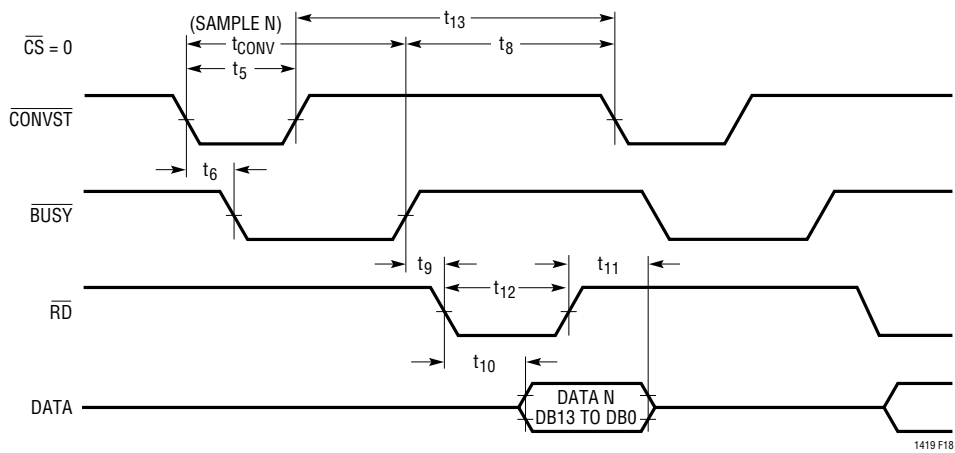 (SAMPLE N)
t13
CS = 0
tCONV
t8
t5
CONVST
t6
BUSY
t9
t11
t12
RD
t10
DATA
DATA N
DB13 TO DB0
1419 F18